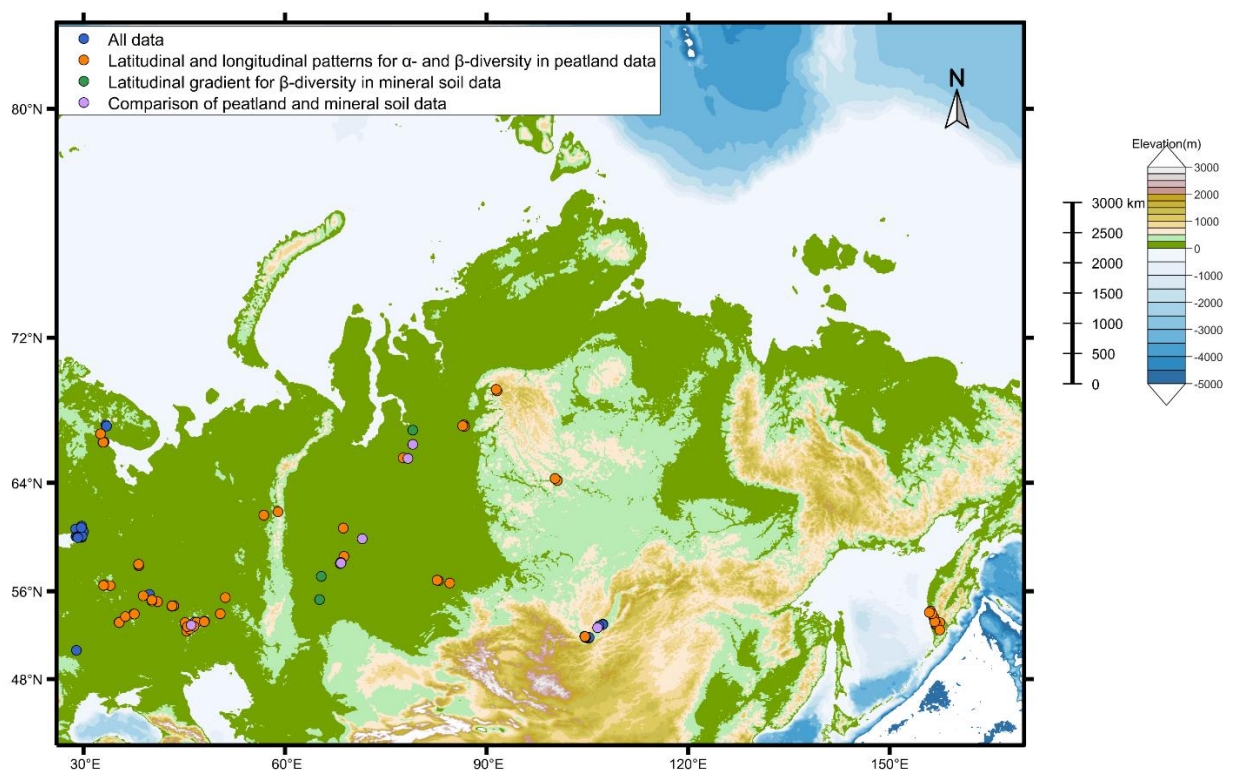 All data
Latitudinal and longitudinal patterns for α- and β-diversity in peatland data
Latitudinal gradient for β-diversity in mineral soil data
Comparison of peatland and mineral soil data
N
80°N
72°N
64°N
56°N
48°N
30°E
60°E
90°E
120°E
150°E
3000 km
2500
2000
1500
1000
500
0
Elevation(m)
3000
2000
1000
0
-1000
-2000
-3000
-4000
-5000